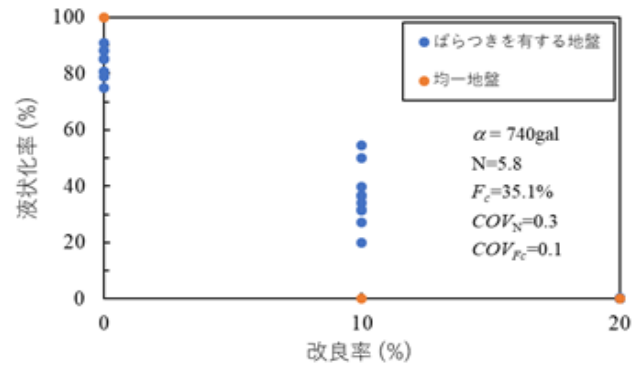 100
80
60
40
20
0
液状化率 (%)
ばらつきを有する地盤
均一地盤
α = 740gal
N=5.8
Fc=35.1%
COVN=0.3
COVFc=0.1
0
10
20
改良率 (%)